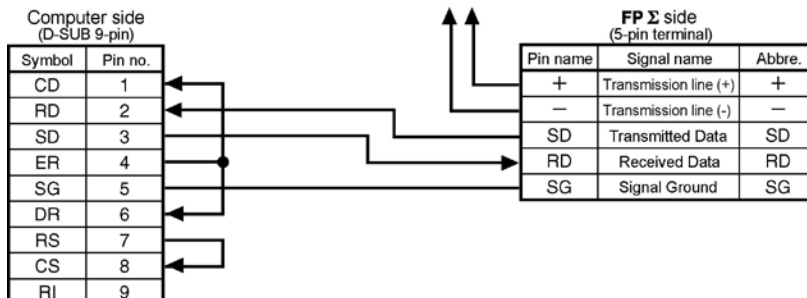 Computer side
(D-SUB 9-pin)
Symbol Pin no.
CD 1
RD 2
SD 3
ER 4
SG 5
DR 6
RS 7
CS 8
RI 9
FP Σ side
(5-pin terminal)
Pin name Signal name Abbre.
+ Transmission line (+) +
− Transmission line (-) −
SD Transmitted Data SD
RD Received Data RD
SG Signal Ground SG